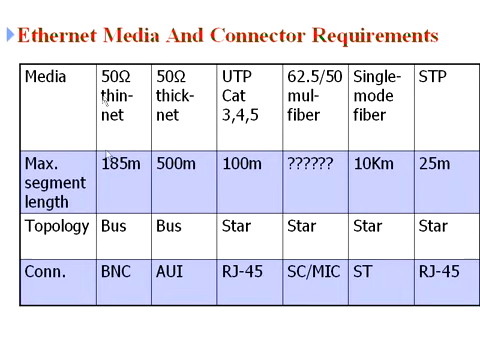 Ethernet Media And Connector Requirements
Media 50Ω thin-net 50Ω thick-net UTP Cat 3,4,5 62.5/50 mul-fiber Single-mode fiber STP
Max. segment length 185m 500m 100m ?????? 10Km 25m
Topology Bus Bus Star Star Star Star
Conn. BNC AUI RJ-45 SC/MIC ST RJ-45